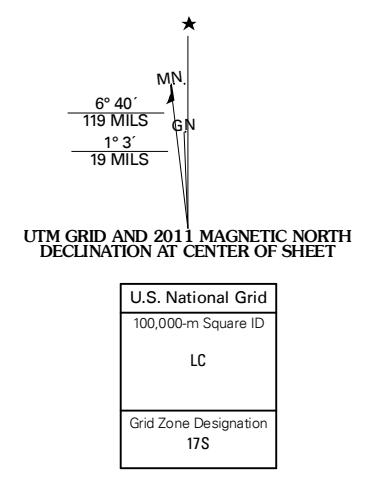 ★
MN.
6° 40´
119 MILS
GN
1° 3´
19 MILS
UTM GRID AND 2011 MAGNETIC NORTH
DECLINATION AT CENTER OF SHEET
U.S. National Grid
100,000-m Square ID
LC
Grid Zone Designation
17S